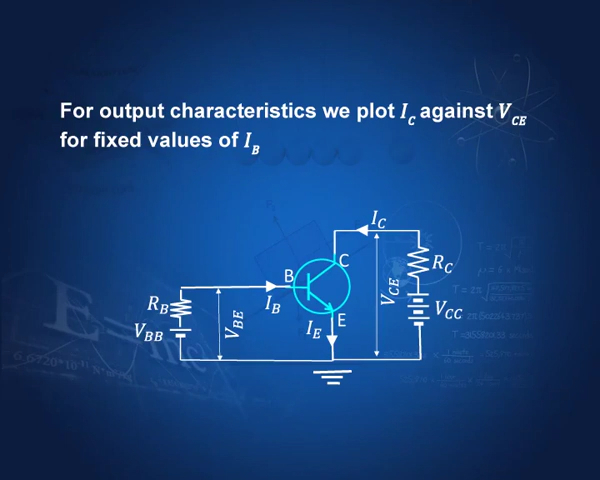 For output characteristics we plot I_C against V_CE
for fixed values of I_B
I_C
C
R_C
B
R_B
I_B
V_BE
V_CE
V_CC
V_BB
I_E
E